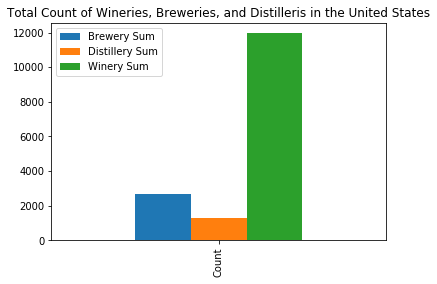 Total Count of Wineries, Breweries, and Distilleris in the United States
Brewery Sum
Distillery Sum
Winery Sum
12000
10000
8000
6000
4000
2000
0
Count